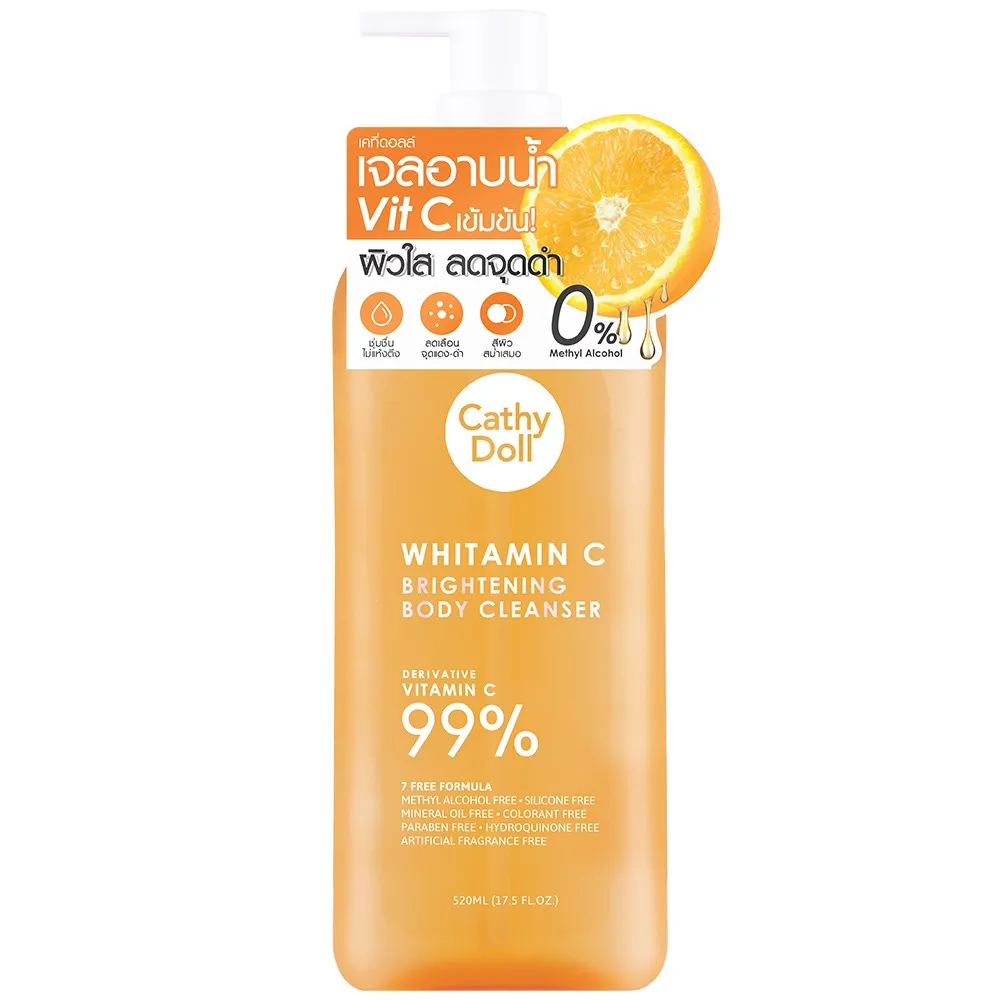 เคที่ดอลล์
เจลอาบน้ำ
Vit C เข้มข้น!
ผิวใส ลดจุดดำ
ชุ่มชื่น
ไม่แห้งตึง
ลดเลือน
จุดแดง-ดำ
สีผิว
สม่ำเสมอ
0%
Methyl Alcohol
Cathy
Doll
WHITAMIN C
BRIGHTENING
BODY CLEANSER
DERIVATIVE
VITAMIN C
99%
7 FREE FORMULA
METHYL ALCOHOL FREE • SILICONE FREE
MINERAL OIL FREE • COLORANT FREE
PARABEN FREE • HYDROQUINONE FREE
ARTIFICIAL FRAGRANCE FREE
520ML (17.5 FL.OZ.)